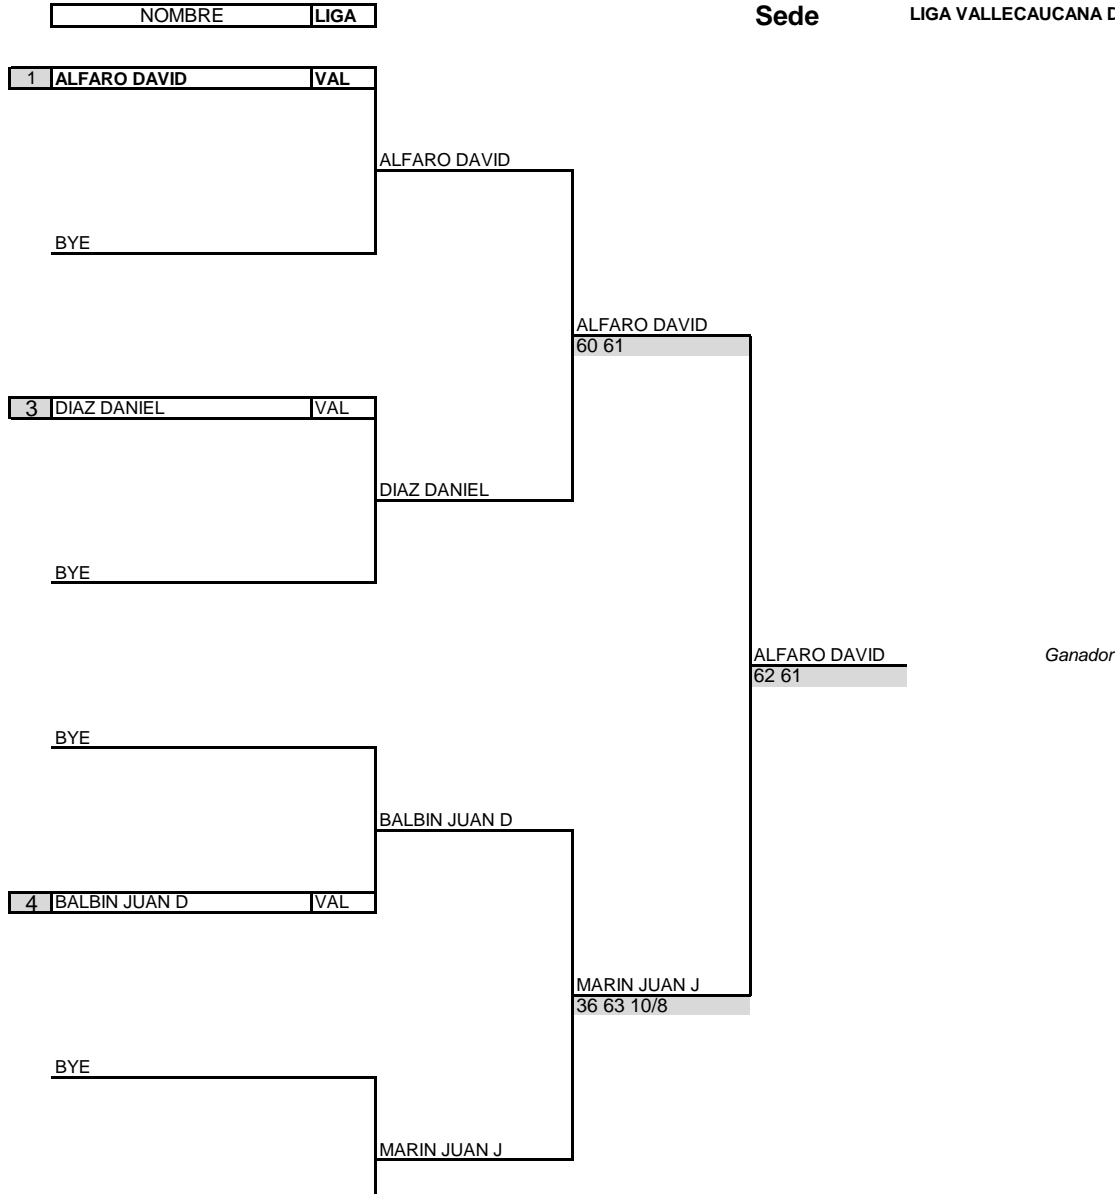 NOMBRE LIGA Sede LIGA VALLECAUCANA D
1 ALFARO DAVID VAL
ALFARO DAVID
BYE
ALFARO DAVID
60 61
3 DIAZ DANIEL VAL
DIAZ DANIEL
BYE
ALFARO DAVID Ganador
62 61
BYE
BALBIN JUAN D
4 BALBIN JUAN D VAL
MARIN JUAN J
36 63 10/8
BYE
MARIN JUAN J